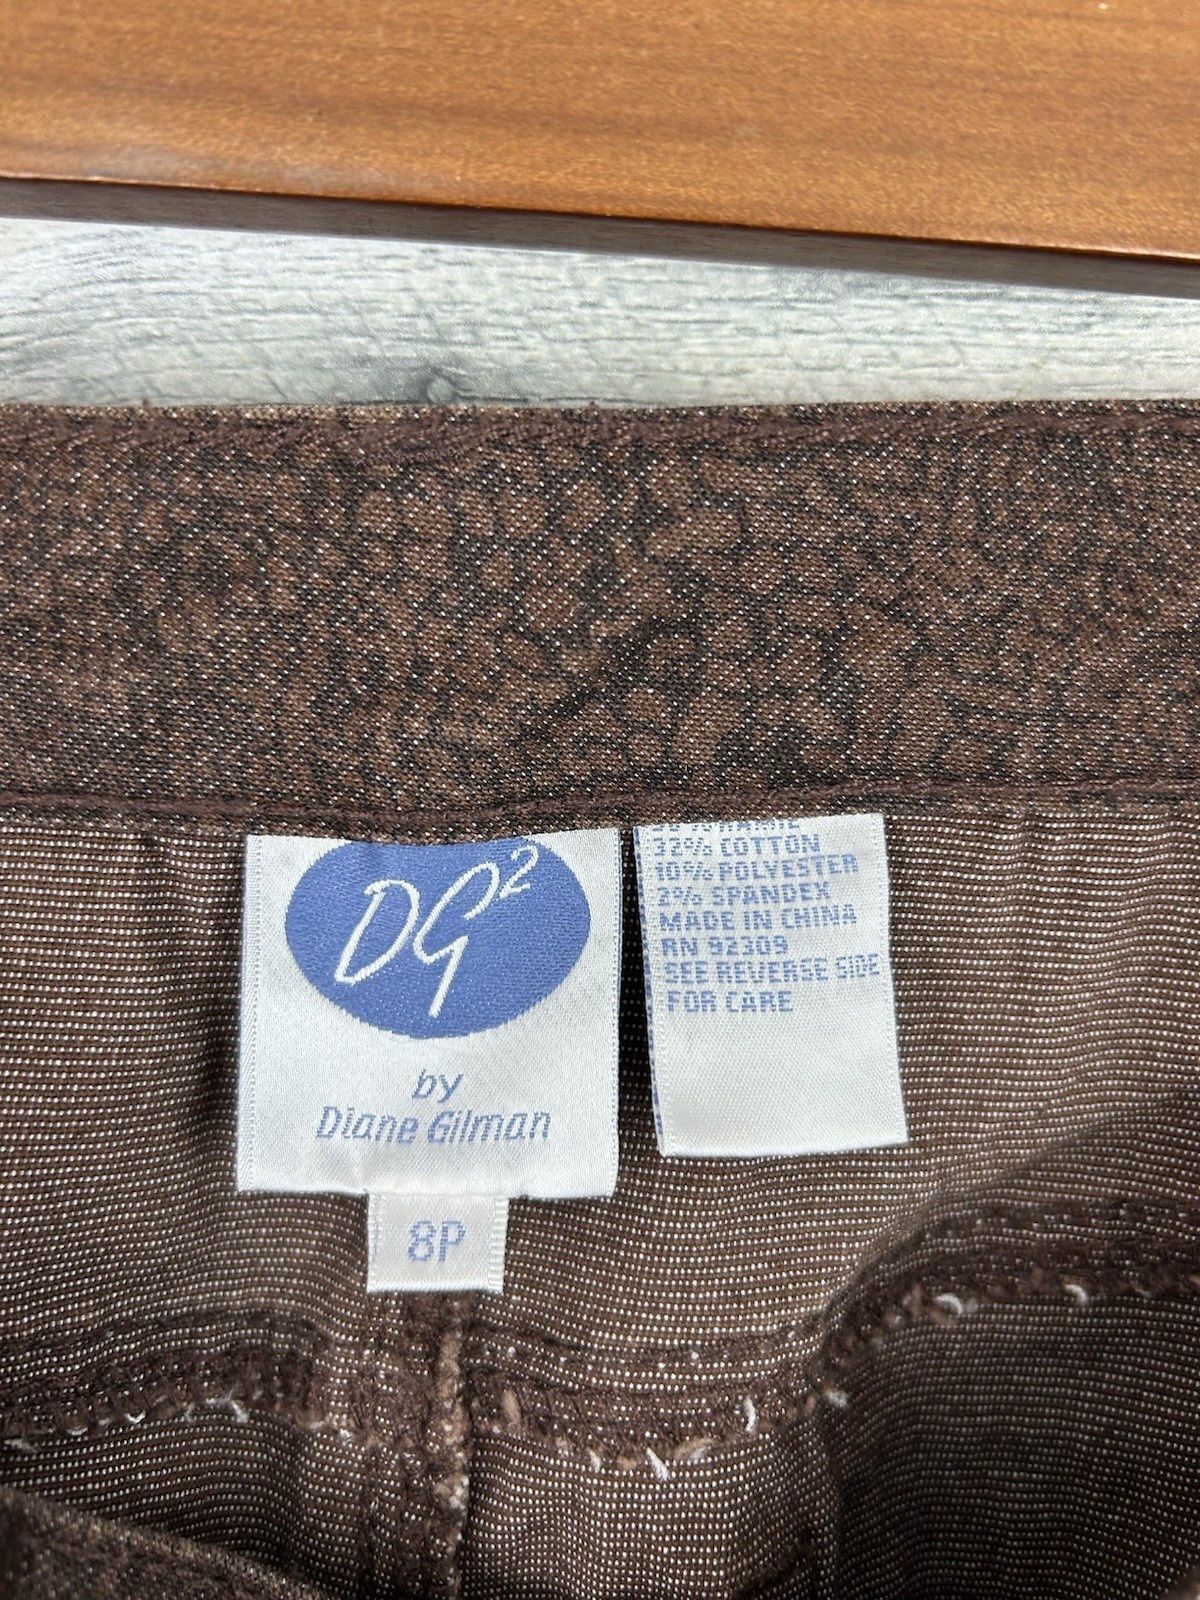 DG2
by
Diane Gilman
8P
32% COTTON
10% POLYESTER
2% SPANDEX
MADE IN CHINA
RN 92309
SEE REVERSE SIDE
FOR CARE